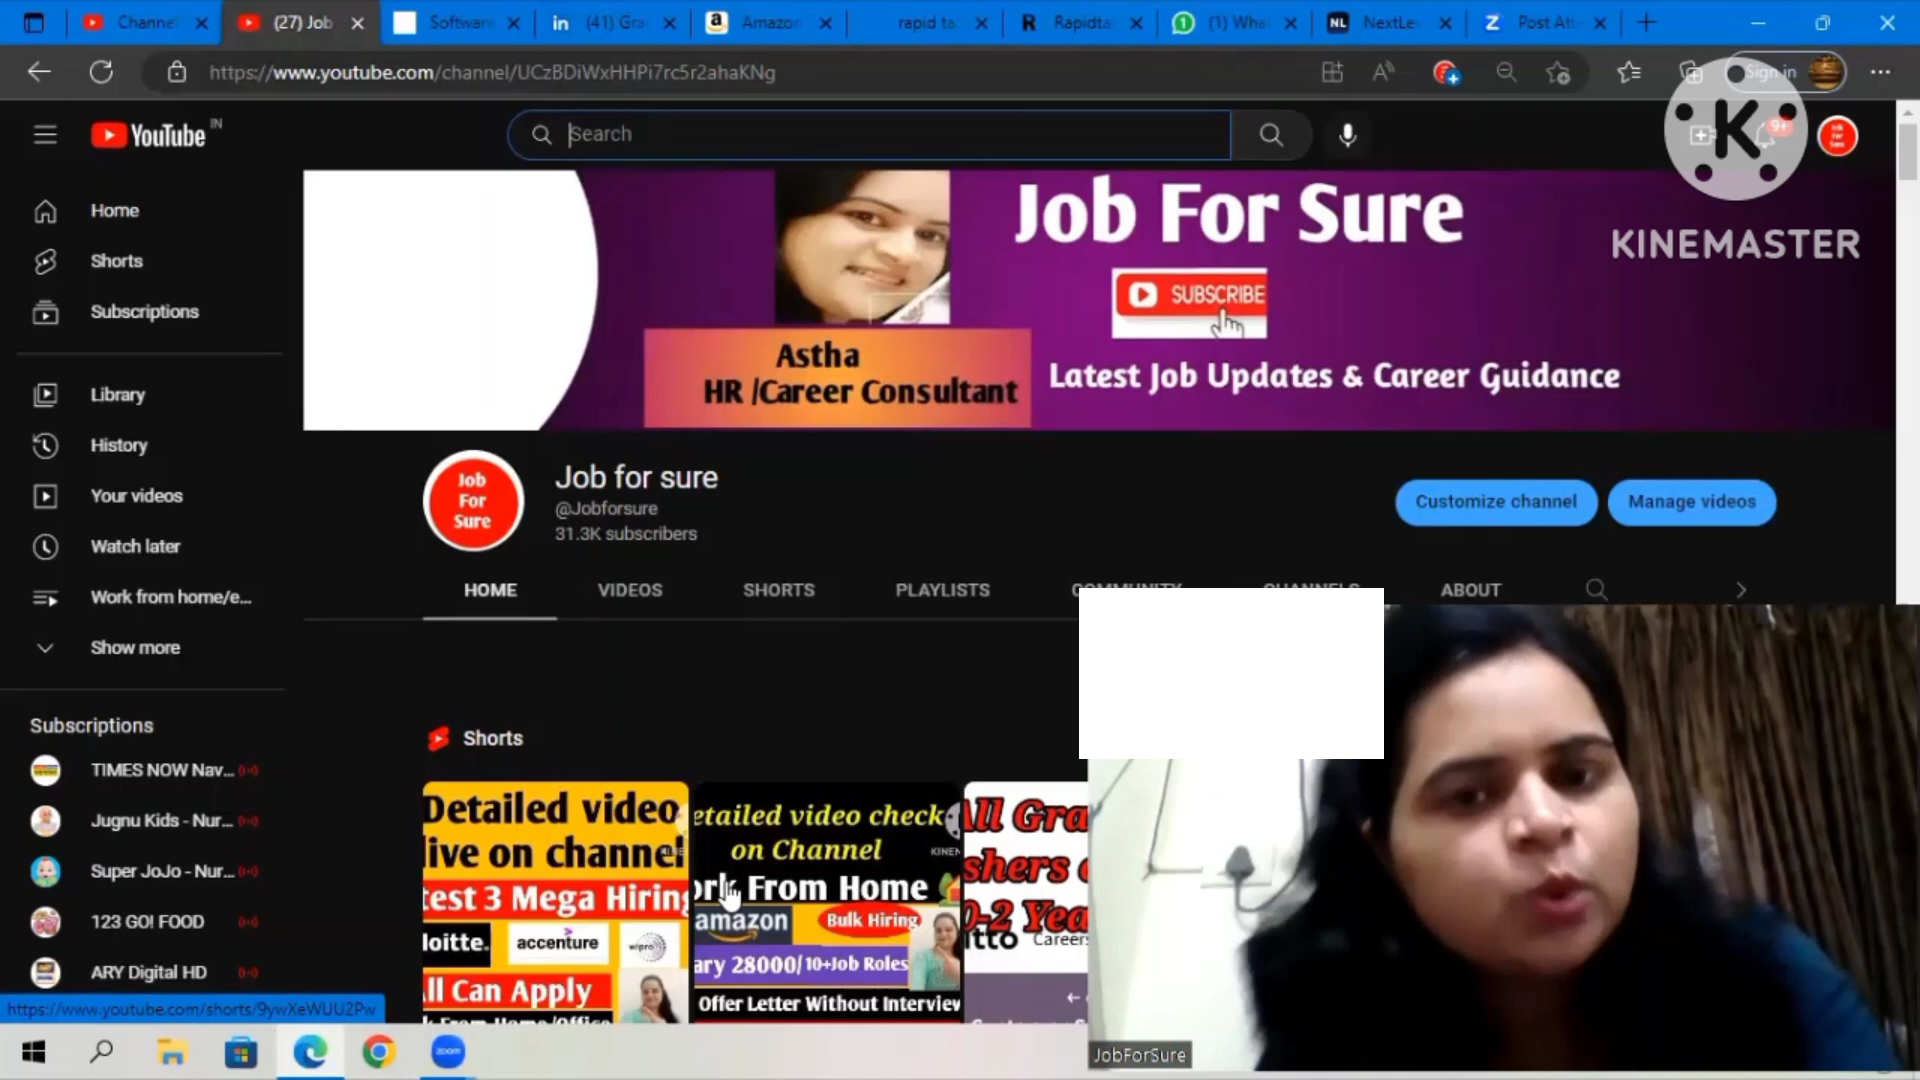 Channel
(27) Job
Software
(41) Gra
Amazon
rapid ta
Rapidta
(1) Wha
NextLe
Post Att
https://www.youtube.com/channel/UCzBDiWxHHPi7rc5r2ahaKNg
Sign in
K
KINEMASTER
YouTube IN
Search
9+
Job For Sure
SUBSCRIBE
Astha
HR /Career Consultant
Latest Job Updates & Career Guidance
Home
Shorts
Subscriptions
Library
History
Your videos
Watch later
Work from home/e...
Show more
Subscriptions
TIMES NOW Nav...
Jugnu Kids - Nur...
Super JoJo - Nur...
123 GO! FOOD
ARY Digital HD
https://www.youtube.com/shorts/9ywXeWUU2Pw
Job
For
Sure
Job for sure
@Jobforsure
31.3K subscribers
Customize channel
Manage videos
HOME
VIDEOS
SHORTS
PLAYLISTS
COMMUNITY
CHANNELS
ABOUT
Shorts
Detailed video
live on channel
test 3 Mega Hiring
loitte.
accenture
wipro
ll Can Apply
etailed video check
on Channel
ork From Home
amazon
Bulk Hiring
ary 28000/ 10+Job Roles
Offer Letter Without Interview
All Gra
shers
0-2 Yea
itto Careers
zoom
JobForSure